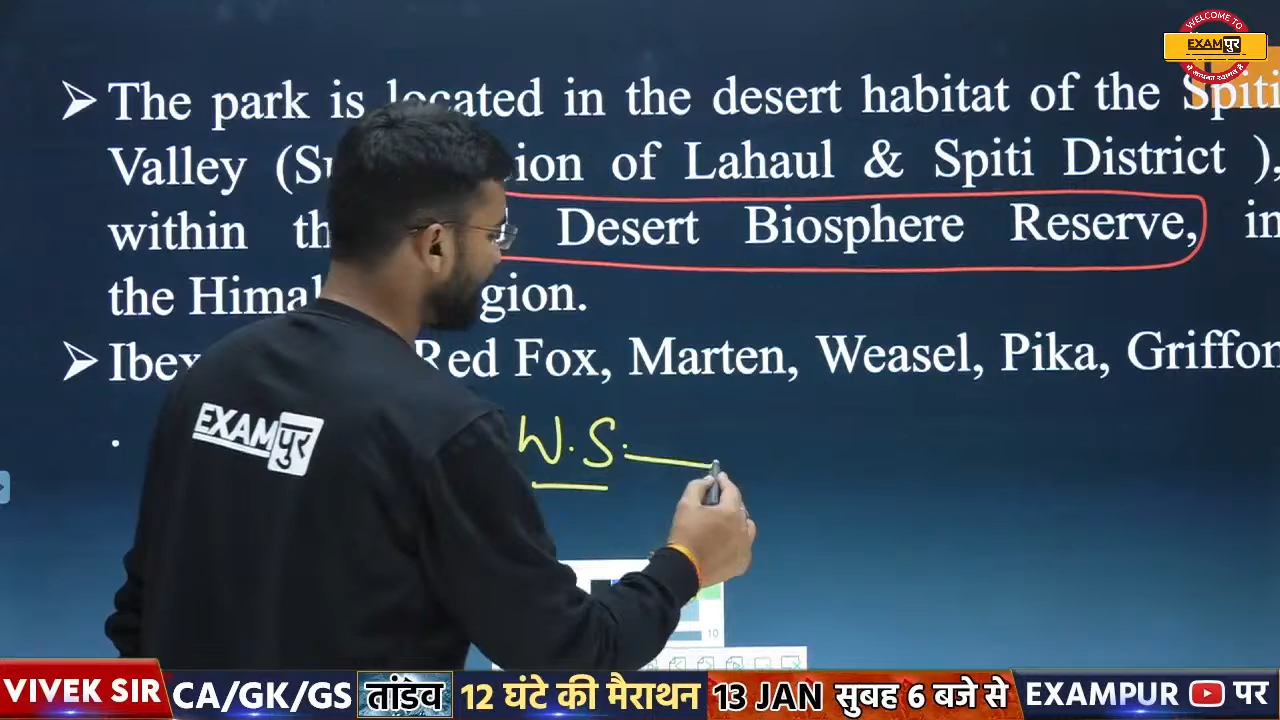 WELCOME TO
EXAMपुर
The park is located in the desert habitat of the Spiti
Valley (Su ion of Lahaul & Spiti District ),
within th Desert Biosphere Reserve, in
the Himal gion.
Ibex Red Fox, Marten, Weasel, Pika, Griffon
.
W.S.
EXAMपुर
10
VIVEK SIR CA/GK/GS तांडव 12 घंटे की मैराथन 13 JAN सुबह 6 बजे से EXAMPUR पर